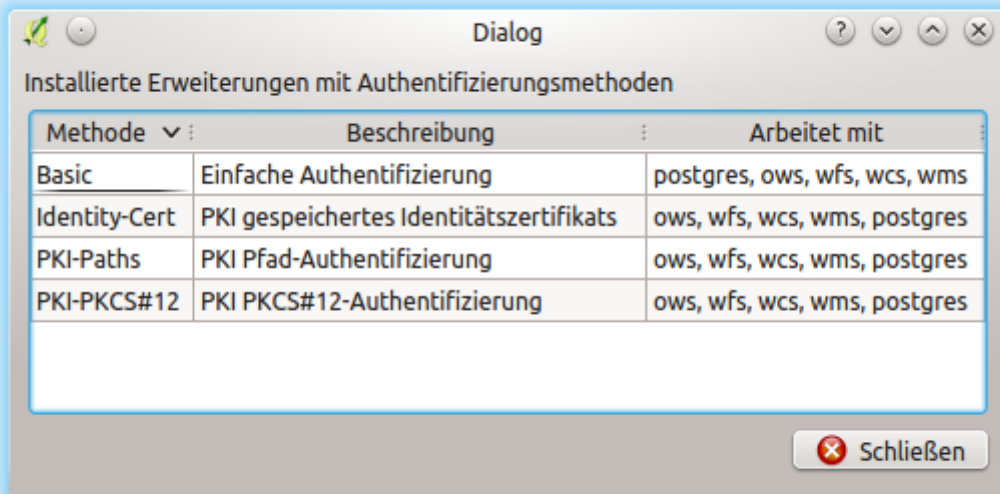 Dialog
Installierte Erweiterungen mit Authentifizierungsmethoden
Methode Beschreibung Arbeitet mit
Basic Einfache Authentifizierung postgres, ows, wfs, wcs, wms
Identity-Cert PKI gespeichertes Identitätszertifikats ows, wfs, wcs, wms, postgres
PKI-Paths PKI Pfad-Authentifizierung ows, wfs, wcs, wms, postgres
PKI-PKCS#12 PKI PKCS#12-Authentifizierung ows, wfs, wcs, wms, postgres
Schließen